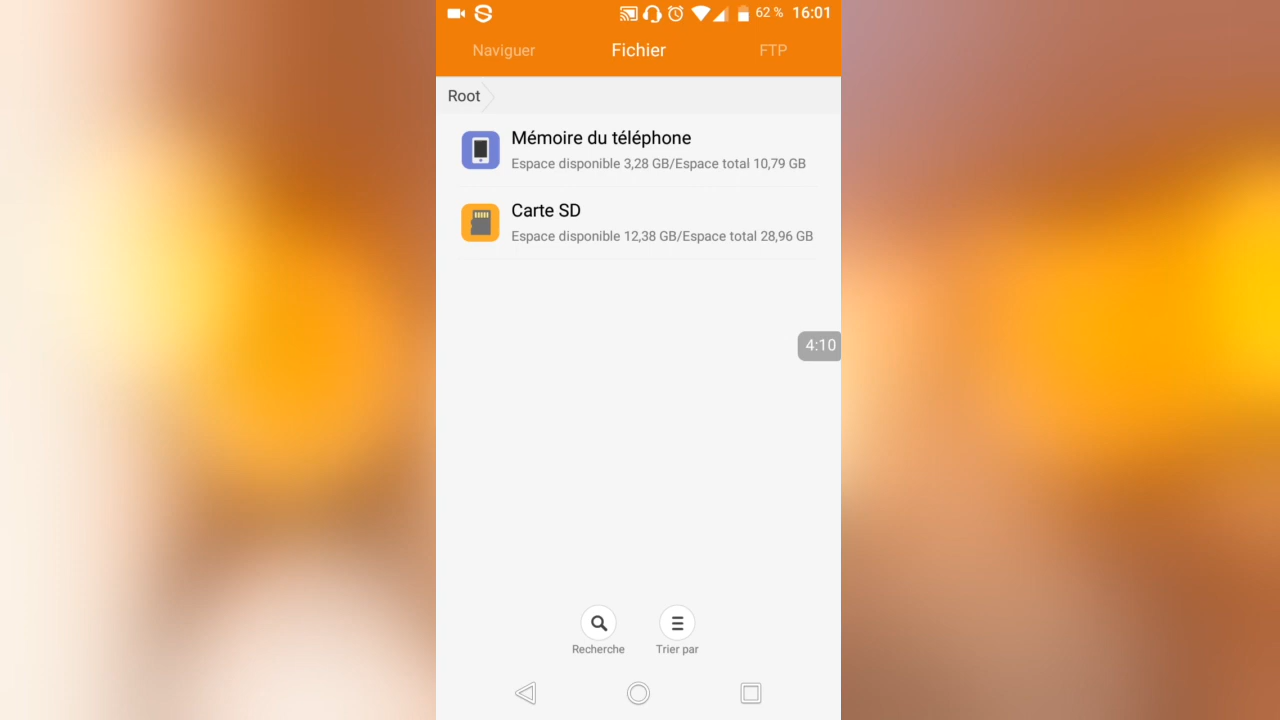 62 % 16:01
Naviguer Fichier FTP
Root
Mémoire du téléphone
Espace disponible 3,28 GB/Espace total 10,79 GB
Carte SD
Espace disponible 12,38 GB/Espace total 28,96 GB
4:10
Recherche Trier par